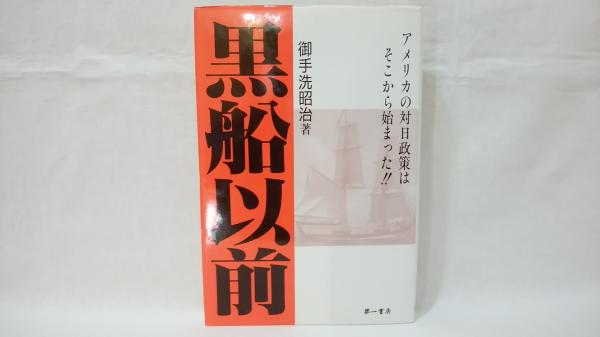 アメリカの対日政策は
そこから始まった!!
御手洗昭治著
黒船以前
第一書房